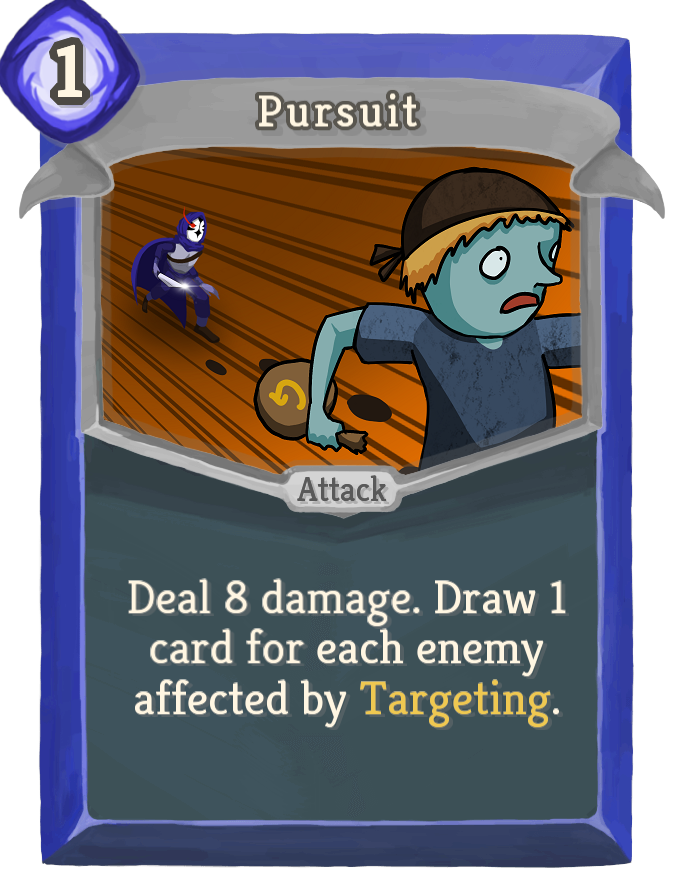 1
Pursuit
Attack
Deal 8 damage. Draw 1
card for each enemy
affected by Targeting.